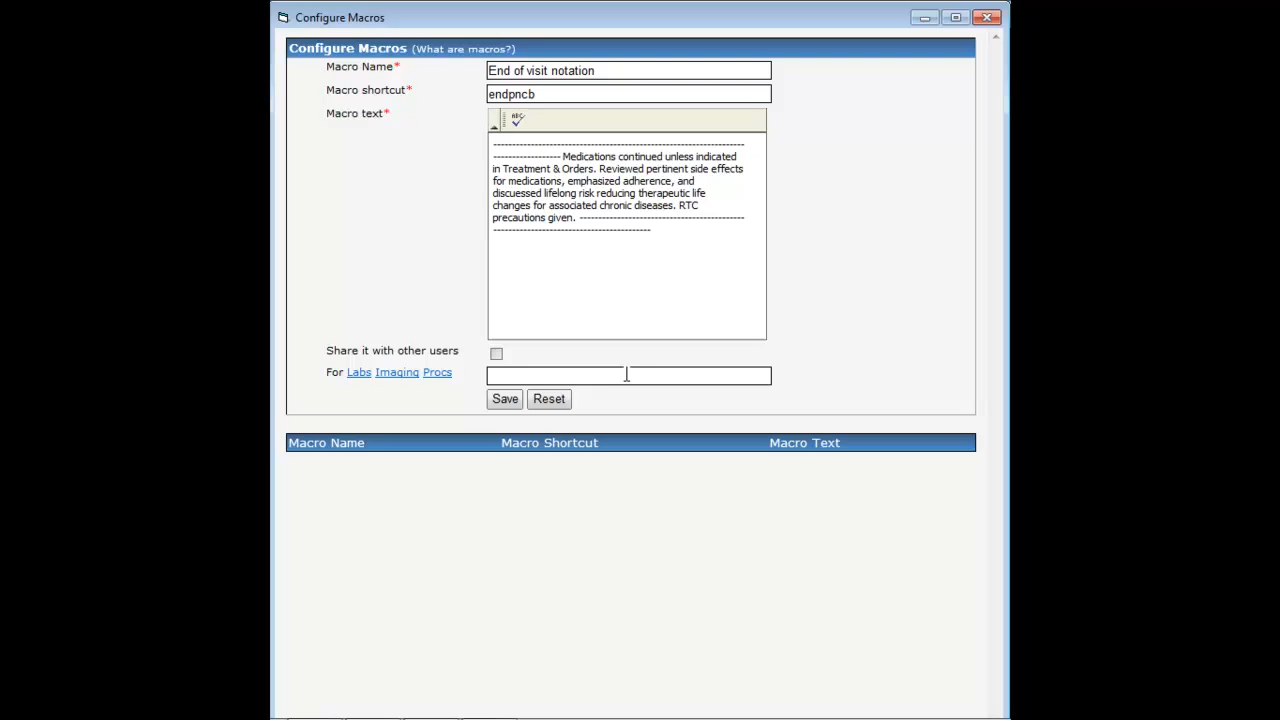 Configure Macros
Configure Macros (What are macros?)
Macro Name* End of visit notation
Macro shortcut* endpncb
Macro text*
ABC
-------------------------------------------------------------------
------------------ Medications continued unless indicated
in Treatment & Orders. Reviewed pertinent side effects
for medications, emphasized adherence, and
discuessed lifelong risk reducing therapeutic life
changes for associated chronic diseases. RTC
precautions given. --------------------------------------------
------------------------------------------
Share it with other users
For Labs Imaging Procs
Save Reset
Macro Name Macro Shortcut Macro Text